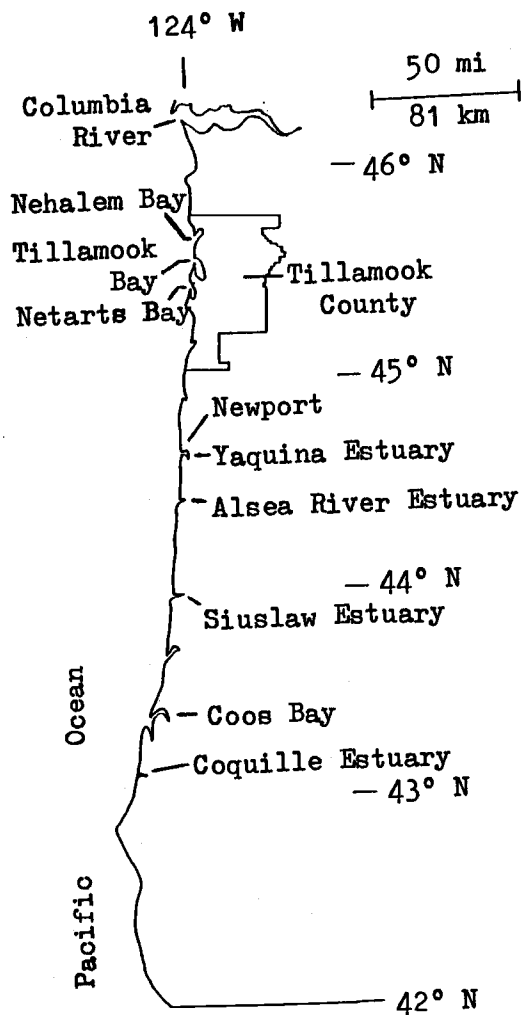 124° W
50 mi
81 km
Columbia
River
46° N
Nehalem Bay
Tillamook
Bay
Netarts Bay
Tillamook
County
45° N
Newport
Yaquina Estuary
Alsea River Estuary
44° N
Siuslaw Estuary
Ocean
Coos Bay
Coquille Estuary
43° N
Pacific
42° N